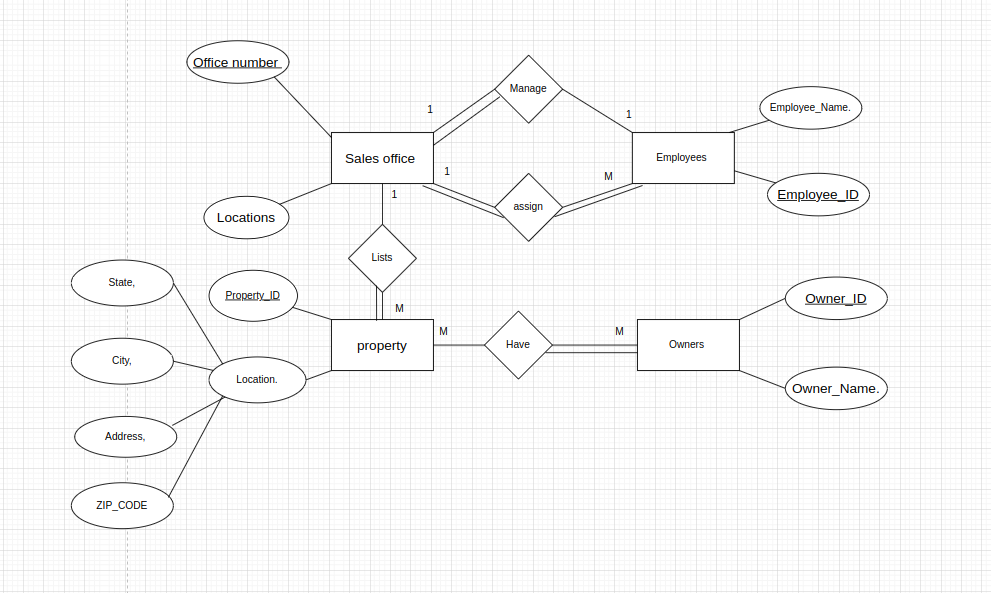 Office number
Manage
1
1
Employee_Name.
Sales office
Employees
1
M
1
assign
Employee_ID
Locations
Lists
State,
Property_ID
M
Owner_ID
M
M
property
Have
Owners
City,
Location.
Owner_Name.
Address,
ZIP_CODE